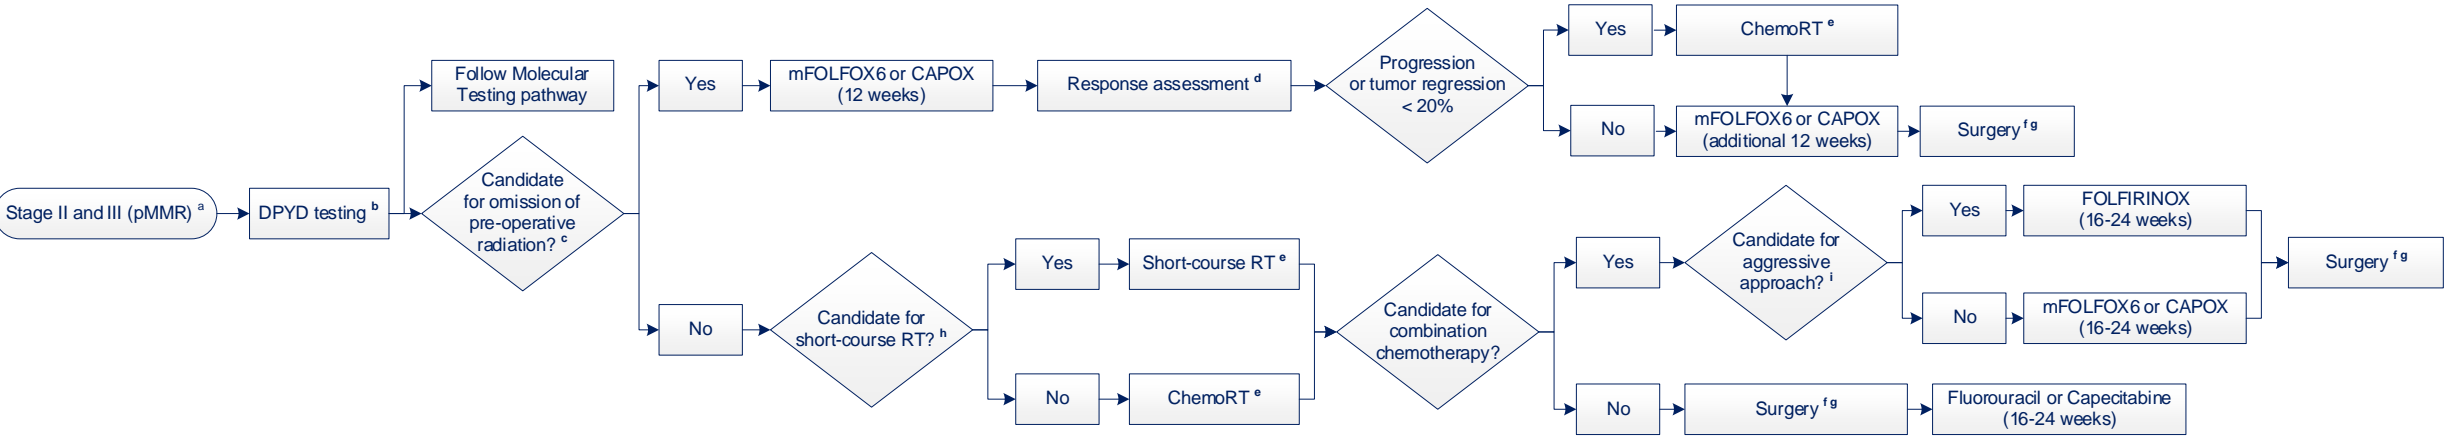 Stage II and III (pMMR) a
DPYD testing b
Follow Molecular
Testing pathway
Candidate
for omission of
pre-operative
radiation? c
Yes
mFOLFOX6 or CAPOX
(12 weeks)
Response assessment d
Progression
or tumor regression
< 20%
Yes
ChemoRT e
No
mFOLFOX6 or CAPOX
(additional 12 weeks)
Surgery f g
No
Candidate for
short-course RT? h
Yes
Short-course RT e
No
ChemoRT e
Candidate for
combination
chemotherapy?
Yes
Candidate for
aggressive
approach? i
Yes
FOLFIRINOX
(16-24 weeks)
No
mFOLFOX6 or CAPOX
(16-24 weeks)
Surgery f g
No
Surgery f g
Fluorouracil or Capecitabine
(16-24 weeks)